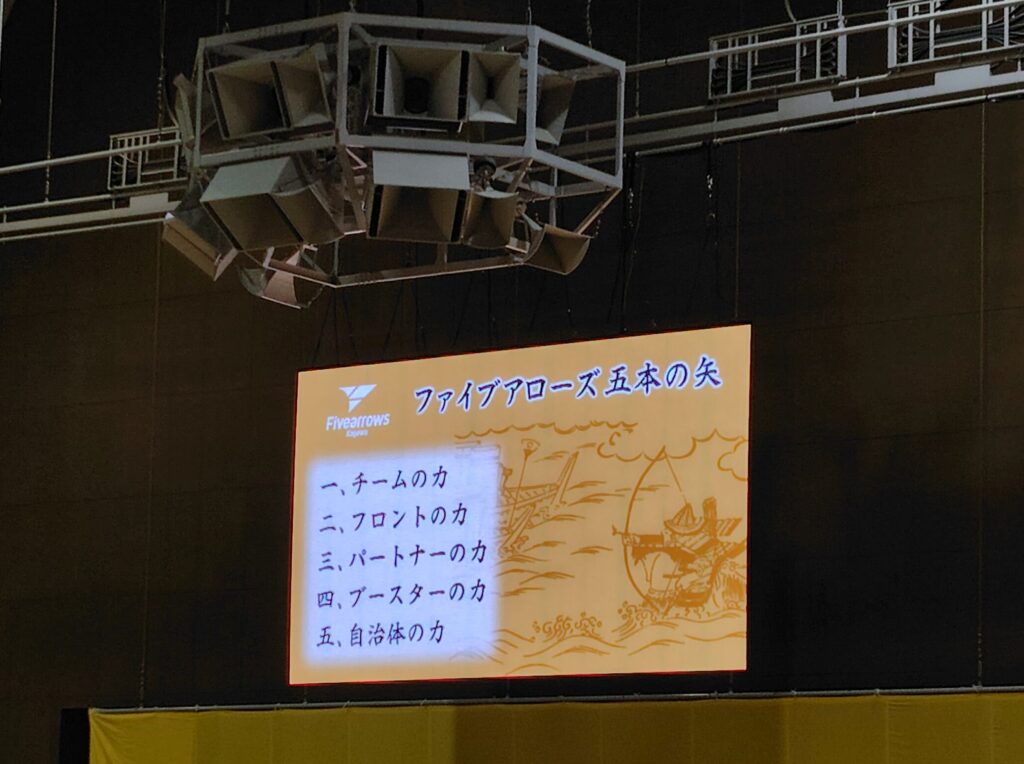 ファイブアローズ五本の矢
Fivearrows
Kagawa
一、チームの力
二、フロントの力
三、パートナーの力
四、ブースターの力
五、自治体の力